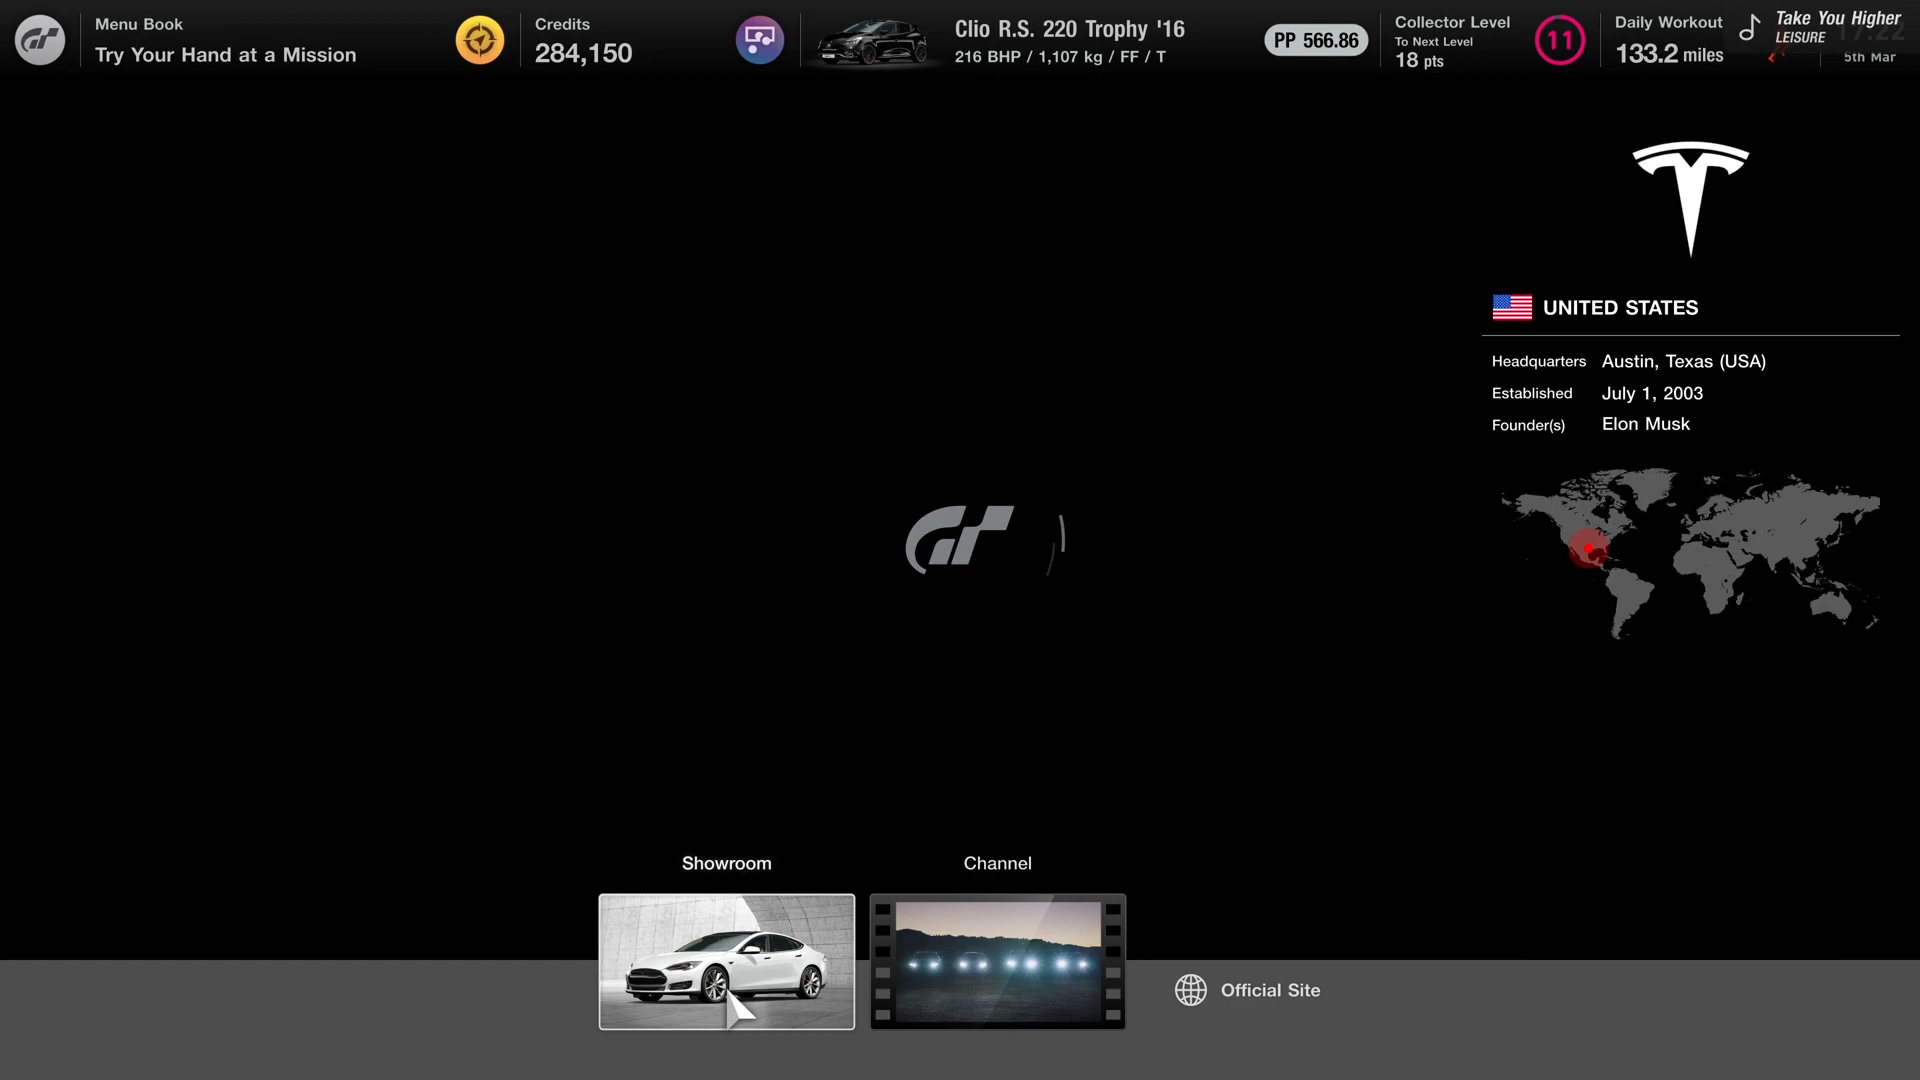 Menu Book
Try Your Hand at a Mission
Credits
284,150
Clio R.S. 220 Trophy '16
216 BHP / 1,107 kg / FF / T
PP 566.86
Collector Level
To Next Level
18 pts
11
Daily Workout
133.2 miles
Take You Higher
LEISURE
17:22
5th Mar
UNITED STATES
Headquarters Austin, Texas (USA)
Established July 1, 2003
Founder(s) Elon Musk
Showroom
Channel
Official Site